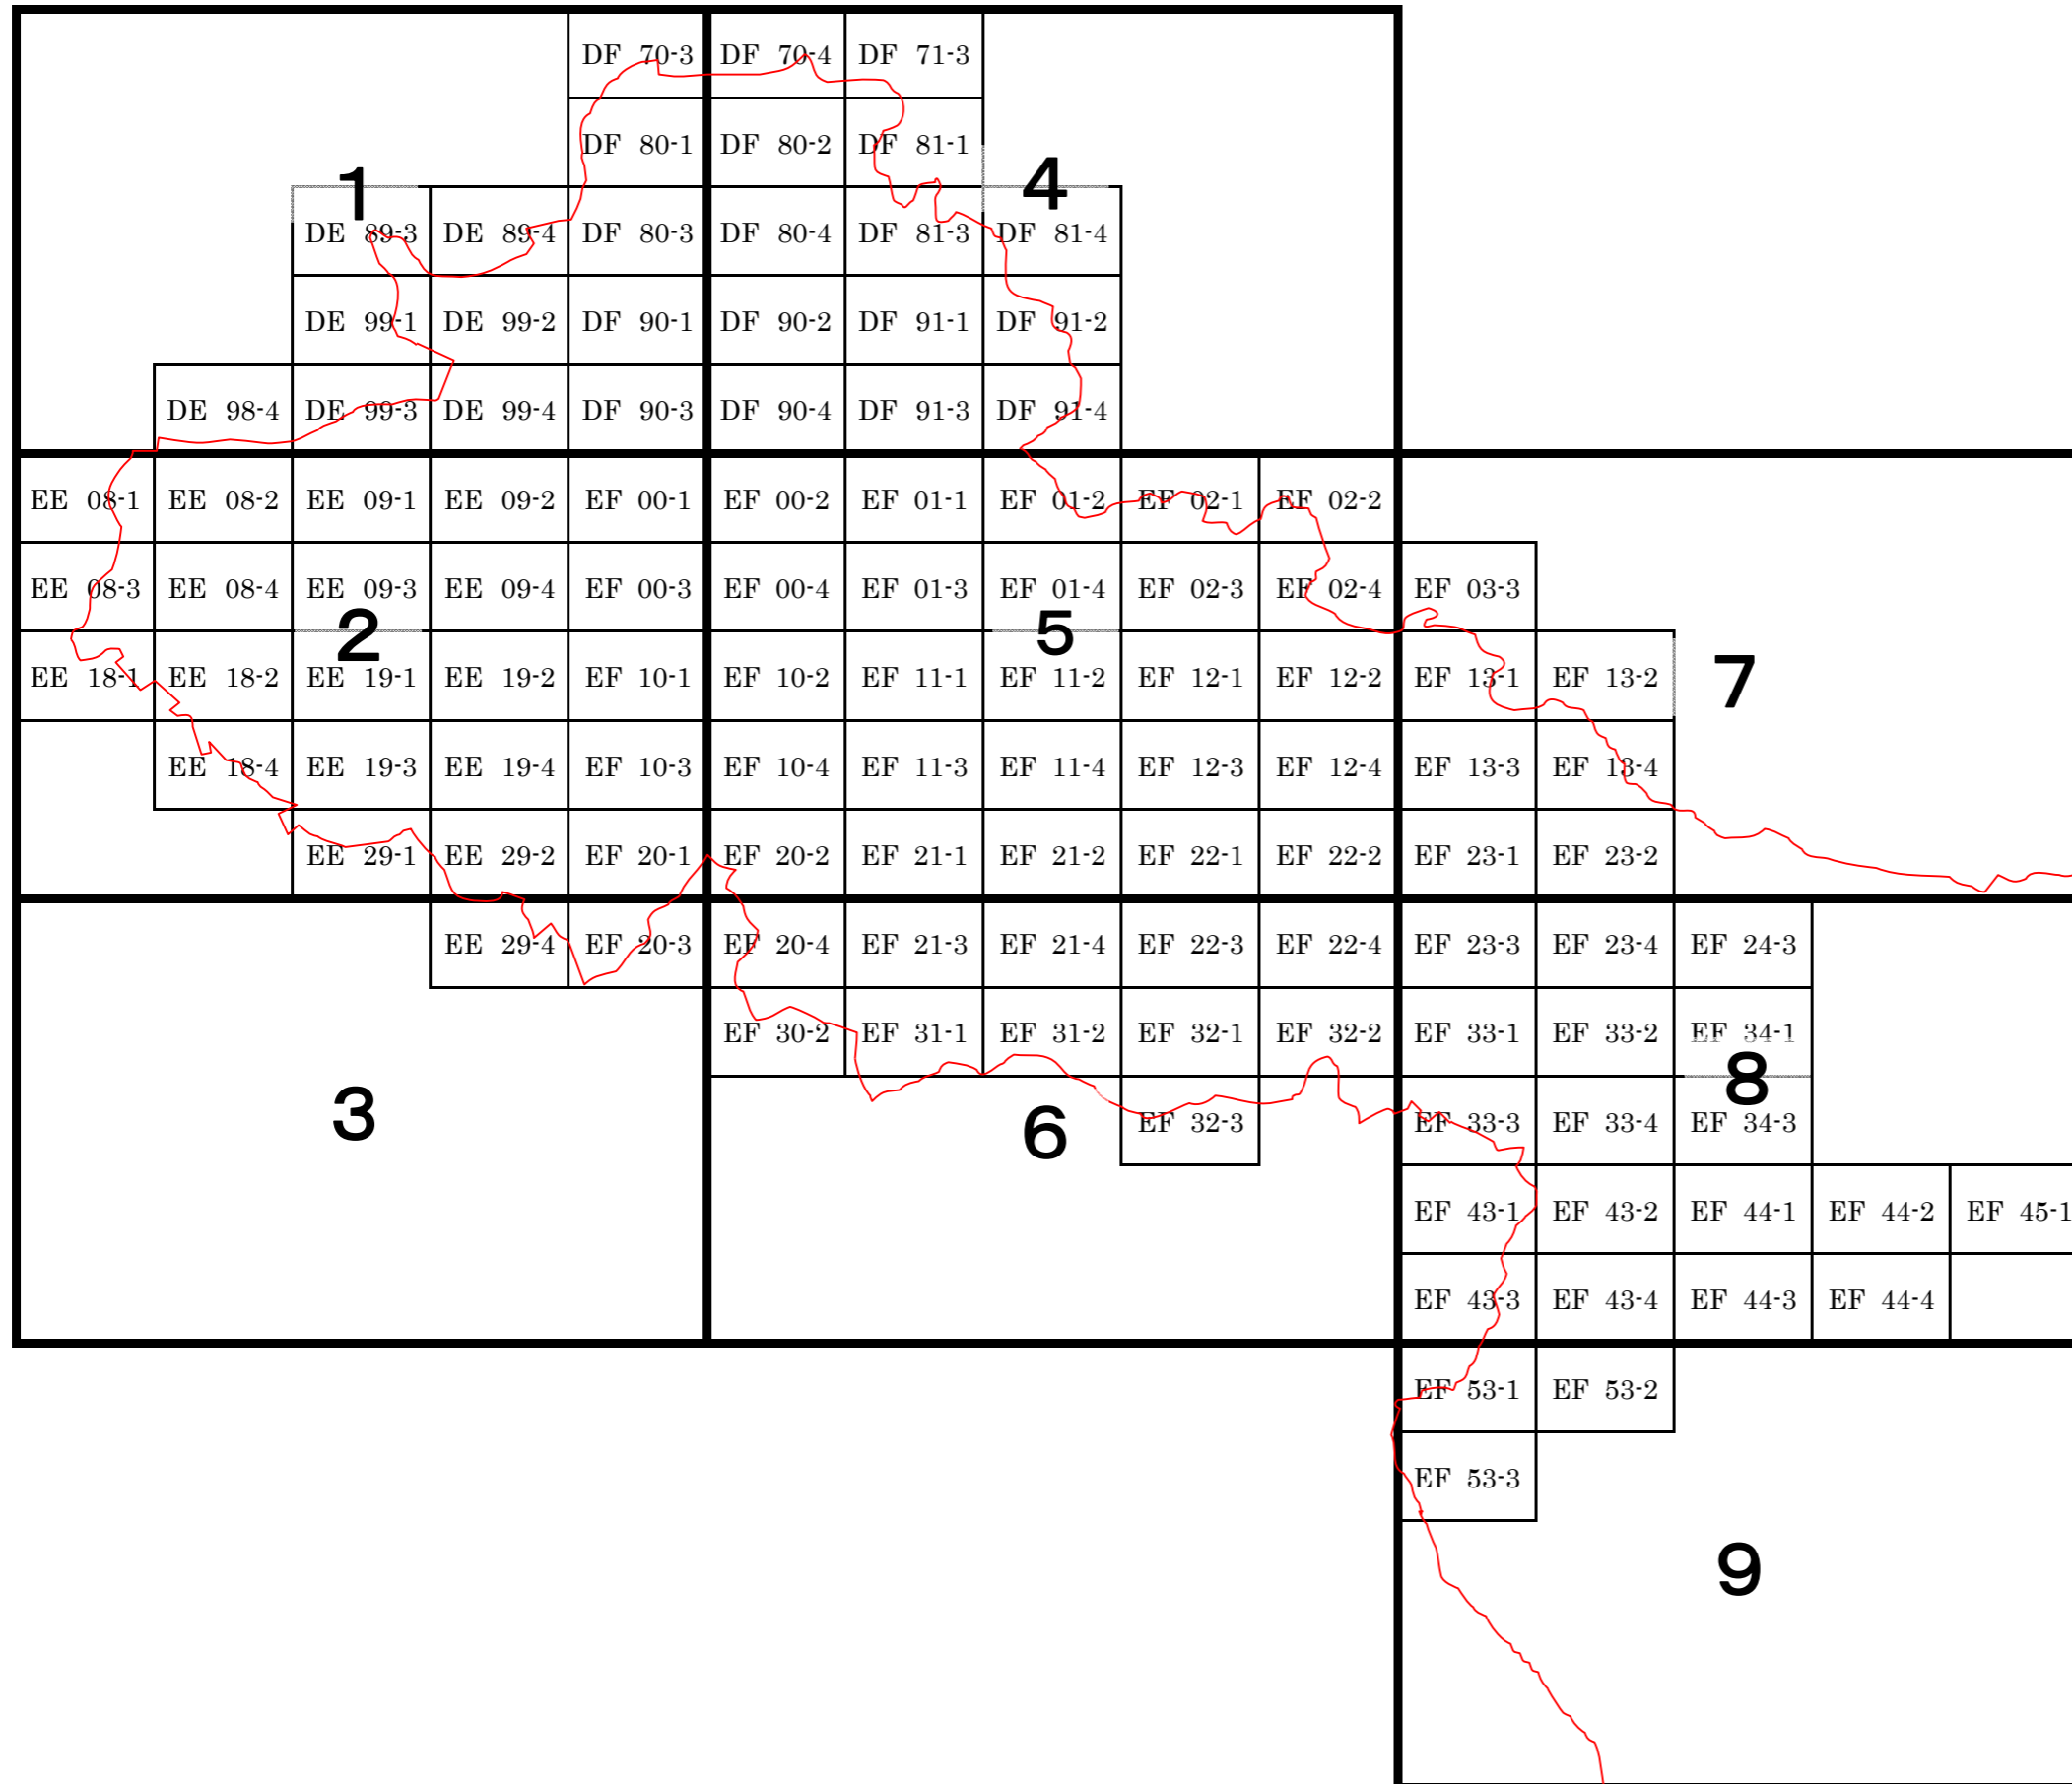 DF 70-3 DF 70-4 DF 71-3
DF 80-1 DF 80-2 DF 81-1
1 4
DE 89-3 DE 89-4 DF 80-3 DF 80-4 DF 81-3 DF 81-4
DE 99-1 DE 99-2 DF 90-1 DF 90-2 DF 91-1 DF 91-2
DE 98-4 DE 99-3 DE 99-4 DF 90-3 DF 90-4 DF 91-3 DF 91-4
EE 08-1 EE 08-2 EE 09-1 EE 09-2 EF 00-1 EF 00-2 EF 01-1 EF 01-2 EF 02-1 EF 02-2
EE 08-3 EE 08-4 EE 09-3 EE 09-4 EF 00-3 EF 00-4 EF 01-3 EF 01-4 EF 02-3 EF 02-4 EF 03-3
2 5
EE 18-1 EE 18-2 EE 19-1 EE 19-2 EF 10-1 EF 10-2 EF 11-1 EF 11-2 EF 12-1 EF 12-2 EF 13-1 EF 13-2 7
EE 18-4 EE 19-3 EE 19-4 EF 10-3 EF 10-4 EF 11-3 EF 11-4 EF 12-3 EF 12-4 EF 13-3 EF 13-4
EE 29-1 EE 29-2 EF 20-1 EF 20-2 EF 21-1 EF 21-2 EF 22-1 EF 22-2 EF 23-1 EF 23-2
EE 29-4 EF 20-3 EF 20-4 EF 21-3 EF 21-4 EF 22-3 EF 22-4 EF 23-3 EF 23-4 EF 24-3
EF 30-2 EF 31-1 EF 31-2 EF 32-1 EF 32-2 EF 33-1 EF 33-2 EF 34-1
8
3 6
EF 32-3 EF 33-3 EF 33-4 EF 34-3
EF 43-1 EF 43-2 EF 44-1 EF 44-2 EF 45-1
EF 43-3 EF 43-4 EF 44-3 EF 44-4
EF 53-1 EF 53-2
EF 53-3
9